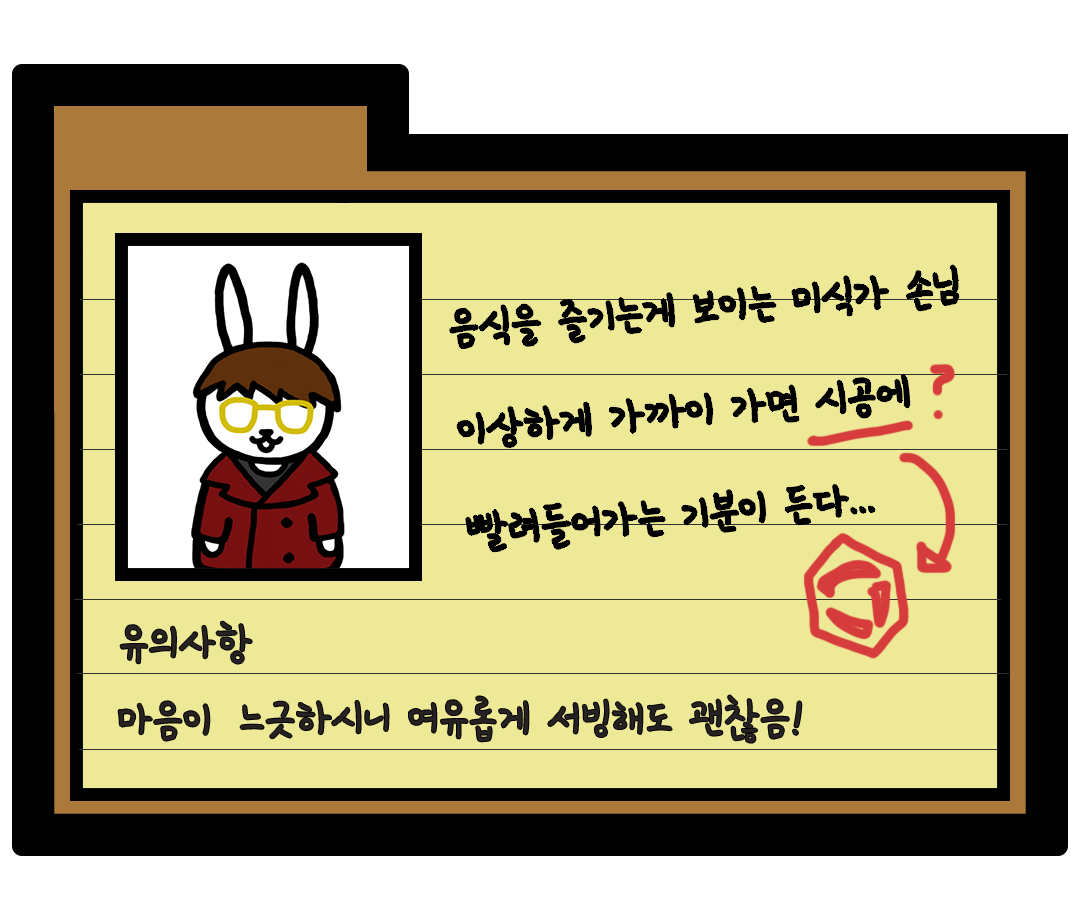 음식을 즐기는게 보이는 미식가 손님
이상하게 가까이 가면 시공에 ?
빨려들어가는 기분이 든다...
유의사항
마음이 느긋하시니 여유롭게 서빙해도 괜찮음!